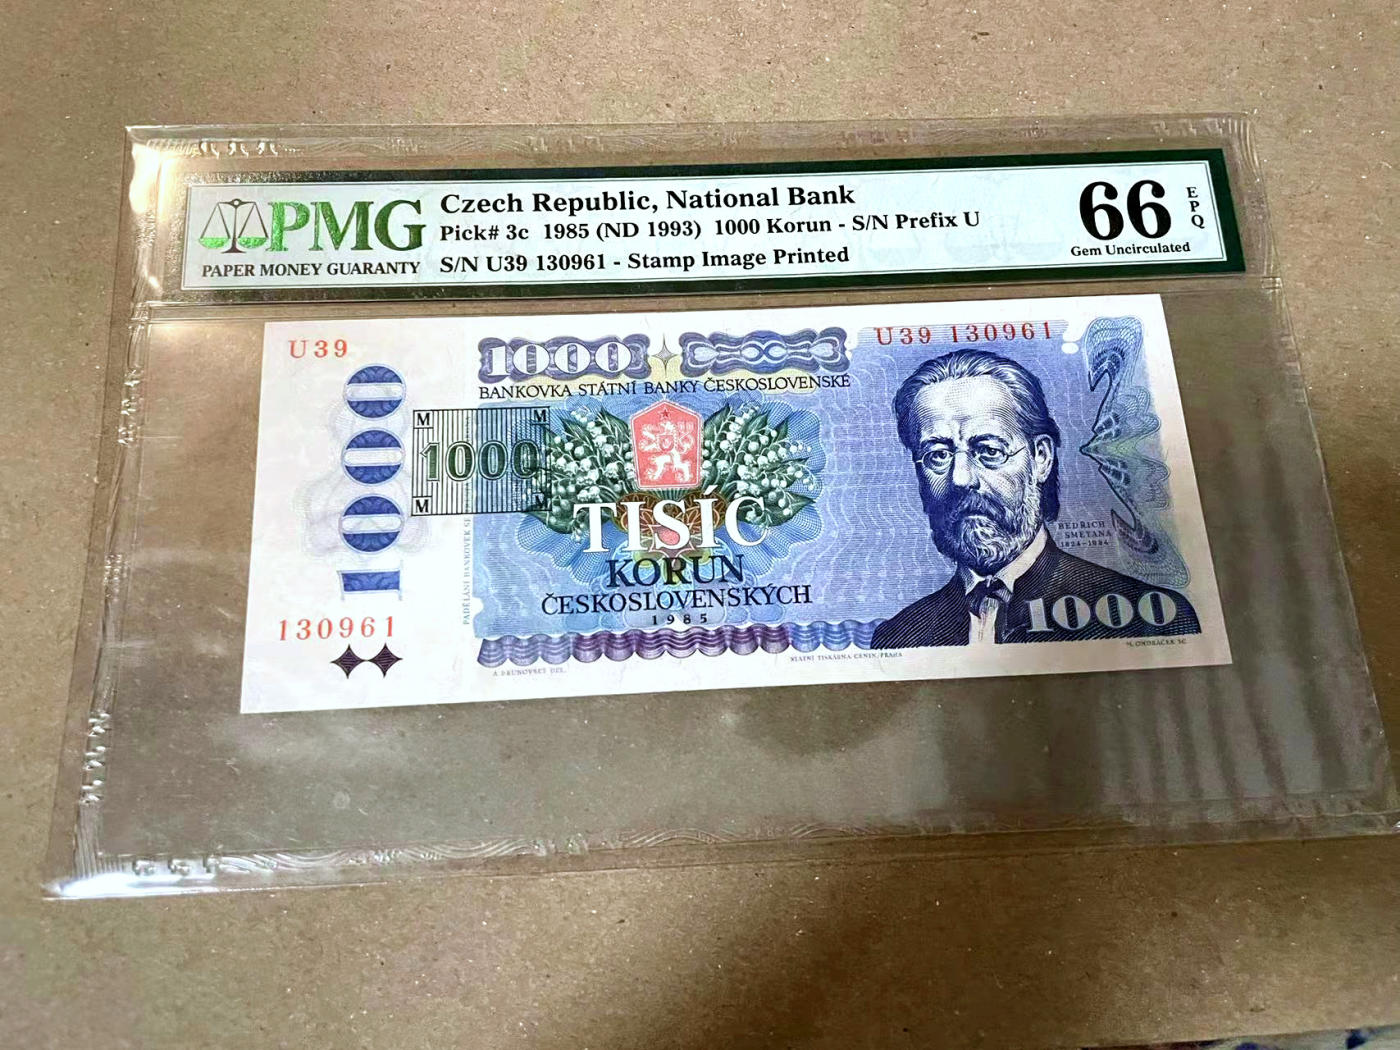 PMG
PAPER MONEY GUARANTY
Czech Republic, National Bank
Pick# 3c 1985 (ND 1993) 1000 Korun - S/N Prefix U
S/N U39 130961 - Stamp Image Printed
66
EPQ
Gem Uncirculated
U39
1000
U39 130961
BANKOVKA STÁTNÍ BANKY ČESKOSLOVENSKÉ
M M
1000
M M
1000
TISÍC
KORUN
ČESKOSLOVENSKÝCH
1985
BEDŘICH
SMETANA
1824-1884
1000
130961